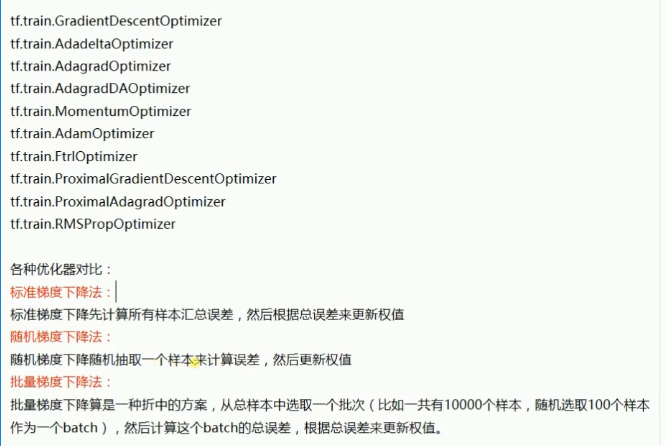 tf.train.GradientDescentOptimizer
tf.train.AdadeltaOptimizer
tf.train.AdagradOptimizer
tf.train.AdagradDAOptimizer
tf.train.MomentumOptimizer
tf.train.AdamOptimizer
tf.train.FtrlOptimizer
tf.train.ProximalGradientDescentOptimizer
tf.train.ProximalAdagradOptimizer
tf.train.RMSPropOptimizer
各种优化器对比：
标准梯度下降法：
标准梯度下降先计算所有样本汇总误差，然后根据总误差来更新权值
随机梯度下降法：
随机梯度下降随机抽取一个样本来计算误差，然后更新权值
批量梯度下降法：
批量梯度下降算是一种折中的方案，从总样本中选取一个批次（比如一共有10000个样本，随机选取100个样本
作为一个batch），然后计算这个batch的总误差，根据总误差来更新权值。